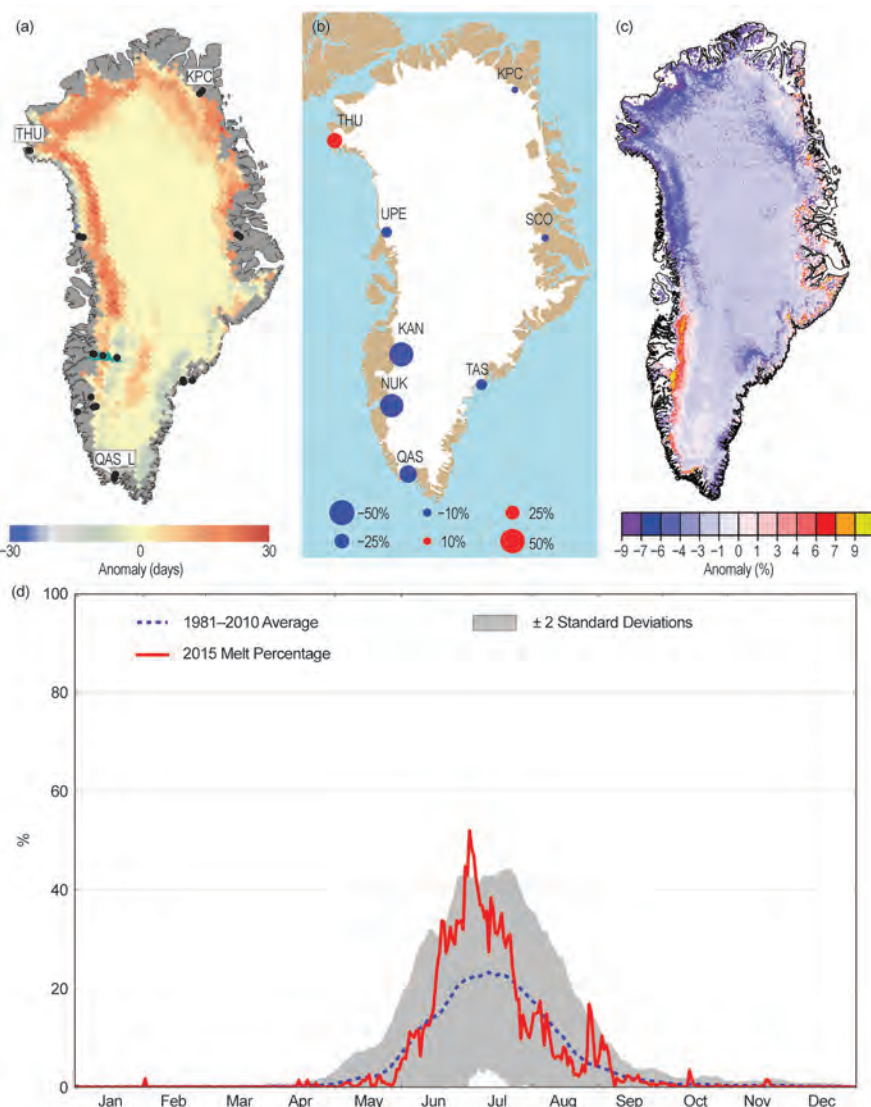 (a)
KPC
THU
QAS_L
−30 0 30
Anomaly (days)
(b)
KPC
THU
UPE
SCO
KAN
TAS
NUK
QAS
−50% −10% 25%
−25% 10% 50%
(c)
−9 −7 −6 −4 −3 −1 0 1 3 4 6 7 9
Anomaly (%)
(d)
100
80
60
40
20
0
%
1981–2010 Average
± 2 Standard Deviations
2015 Melt Percentage
Jan Feb Mar Apr May Jun Jul Aug Sep Oct Nov Dec